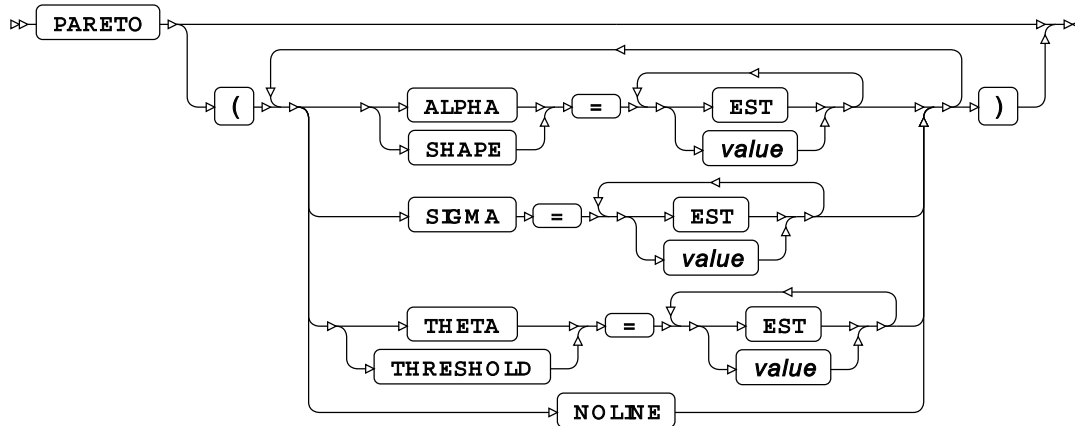 PARETO
( ALPHA = EST )
SHAPE value
SIGMA = EST
value
THETA = EST
THRESHOLD value
NOLINE